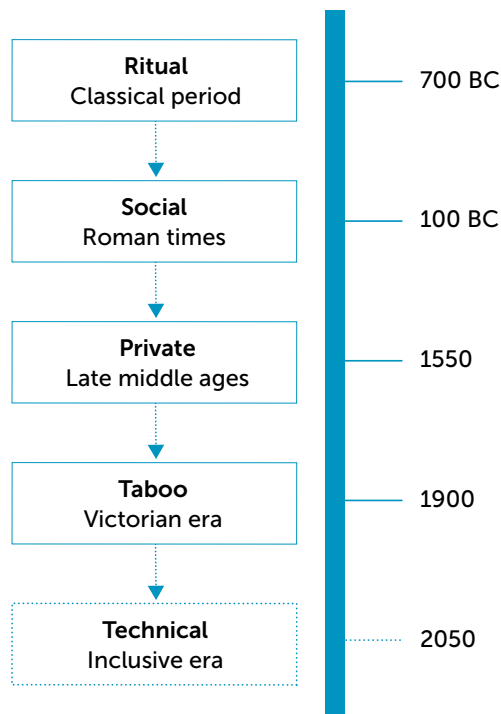 Ritual
Classical period
700 BC
Social
Roman times
100 BC
Private
Late middle ages
1550
Taboo
Victorian era
1900
Technical
Inclusive era
2050